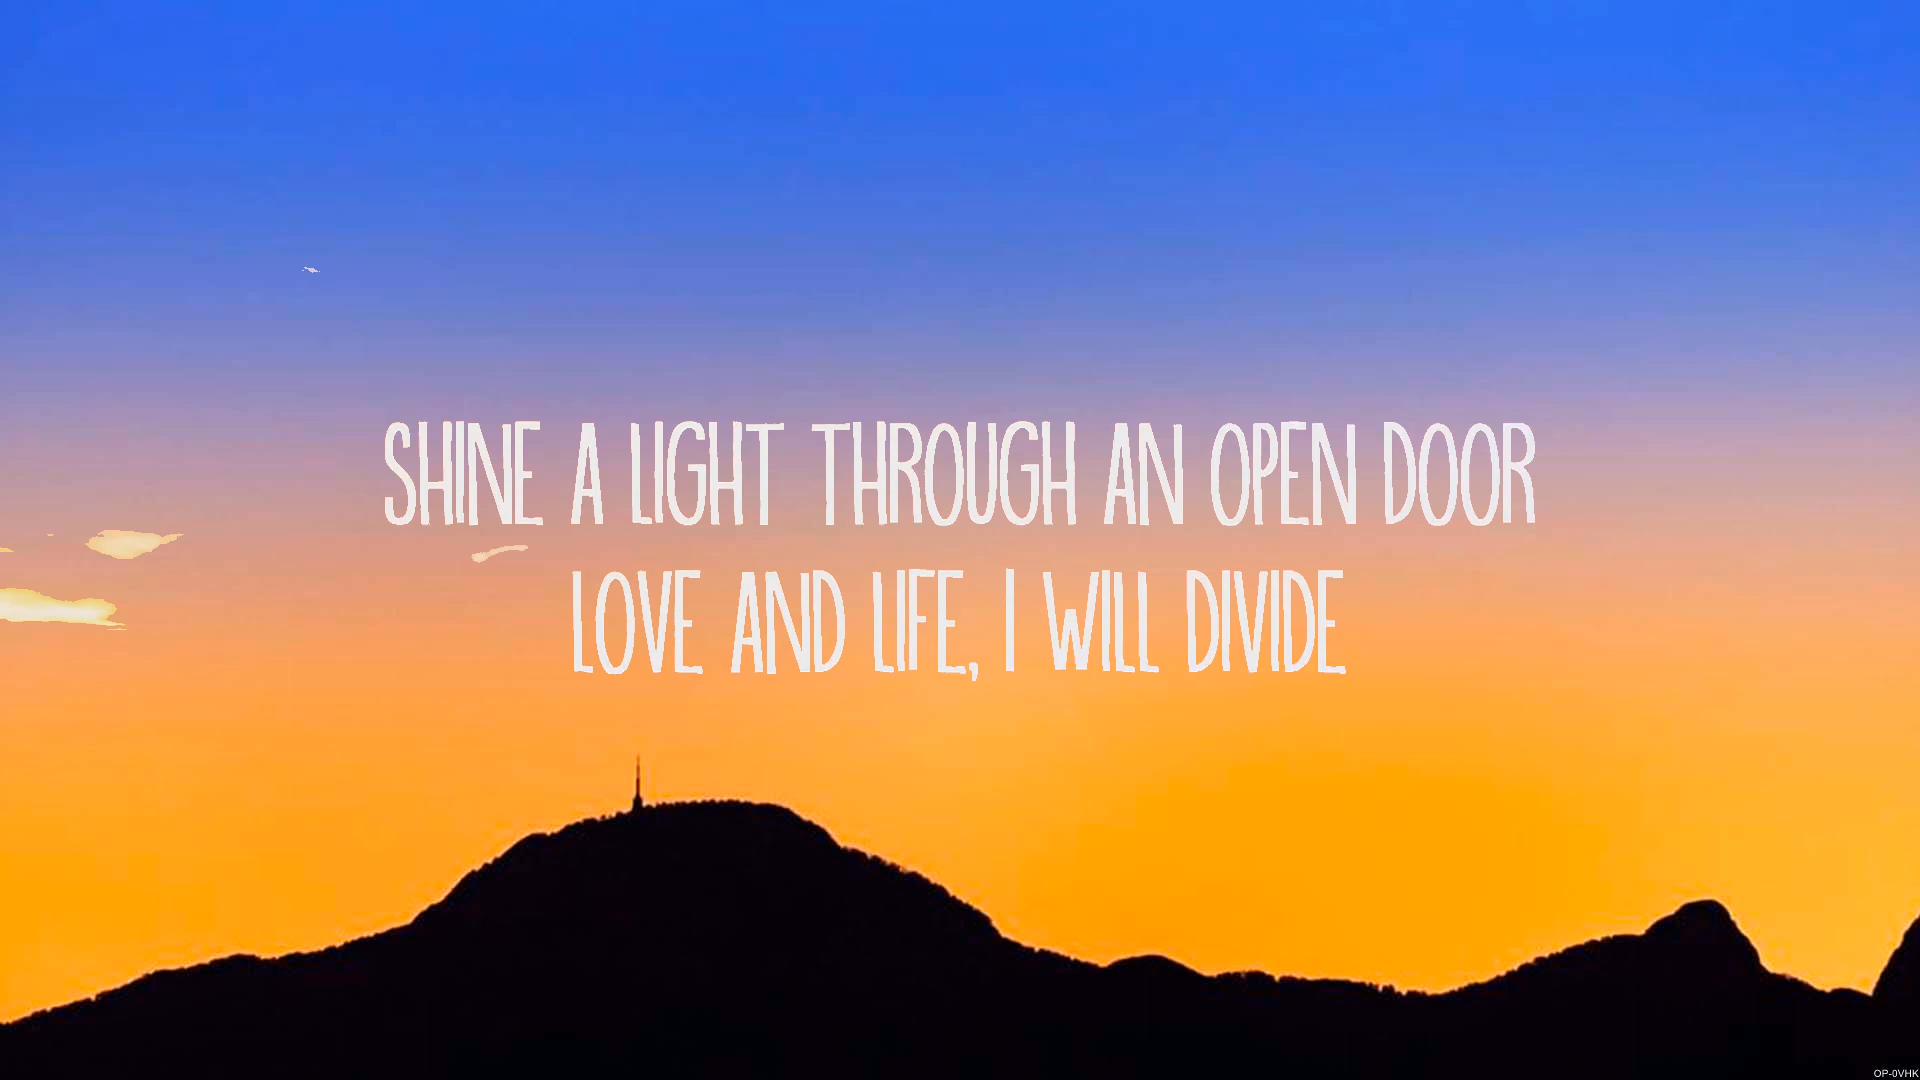 SHINE A LIGHT THROUGH AN OPEN DOOR
LOVE AND LIFE, I WILL DIVIDE
OP-0VHK